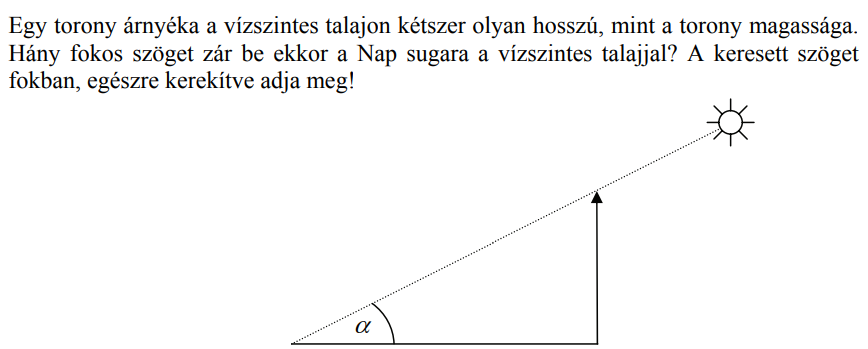 Egy torony árnyéka a vízszintes talajon kétszer olyan hosszú, mint a torony magassága.
Hány fokos szöget zár be ekkor a Nap sugara a vízszintes talajjal? A keresett szöget
fokban, egészre kerekítve adja meg!
α